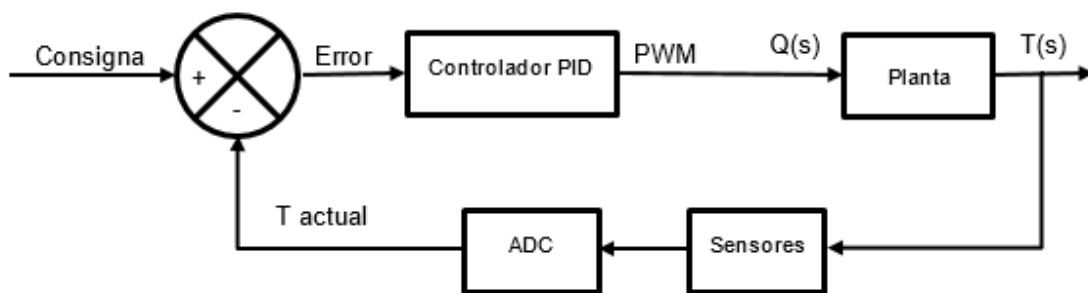 Consigna
+
-
Error
Controlador PID
PWM
Q(s)
Planta
T(s)
T actual
ADC
Sensores